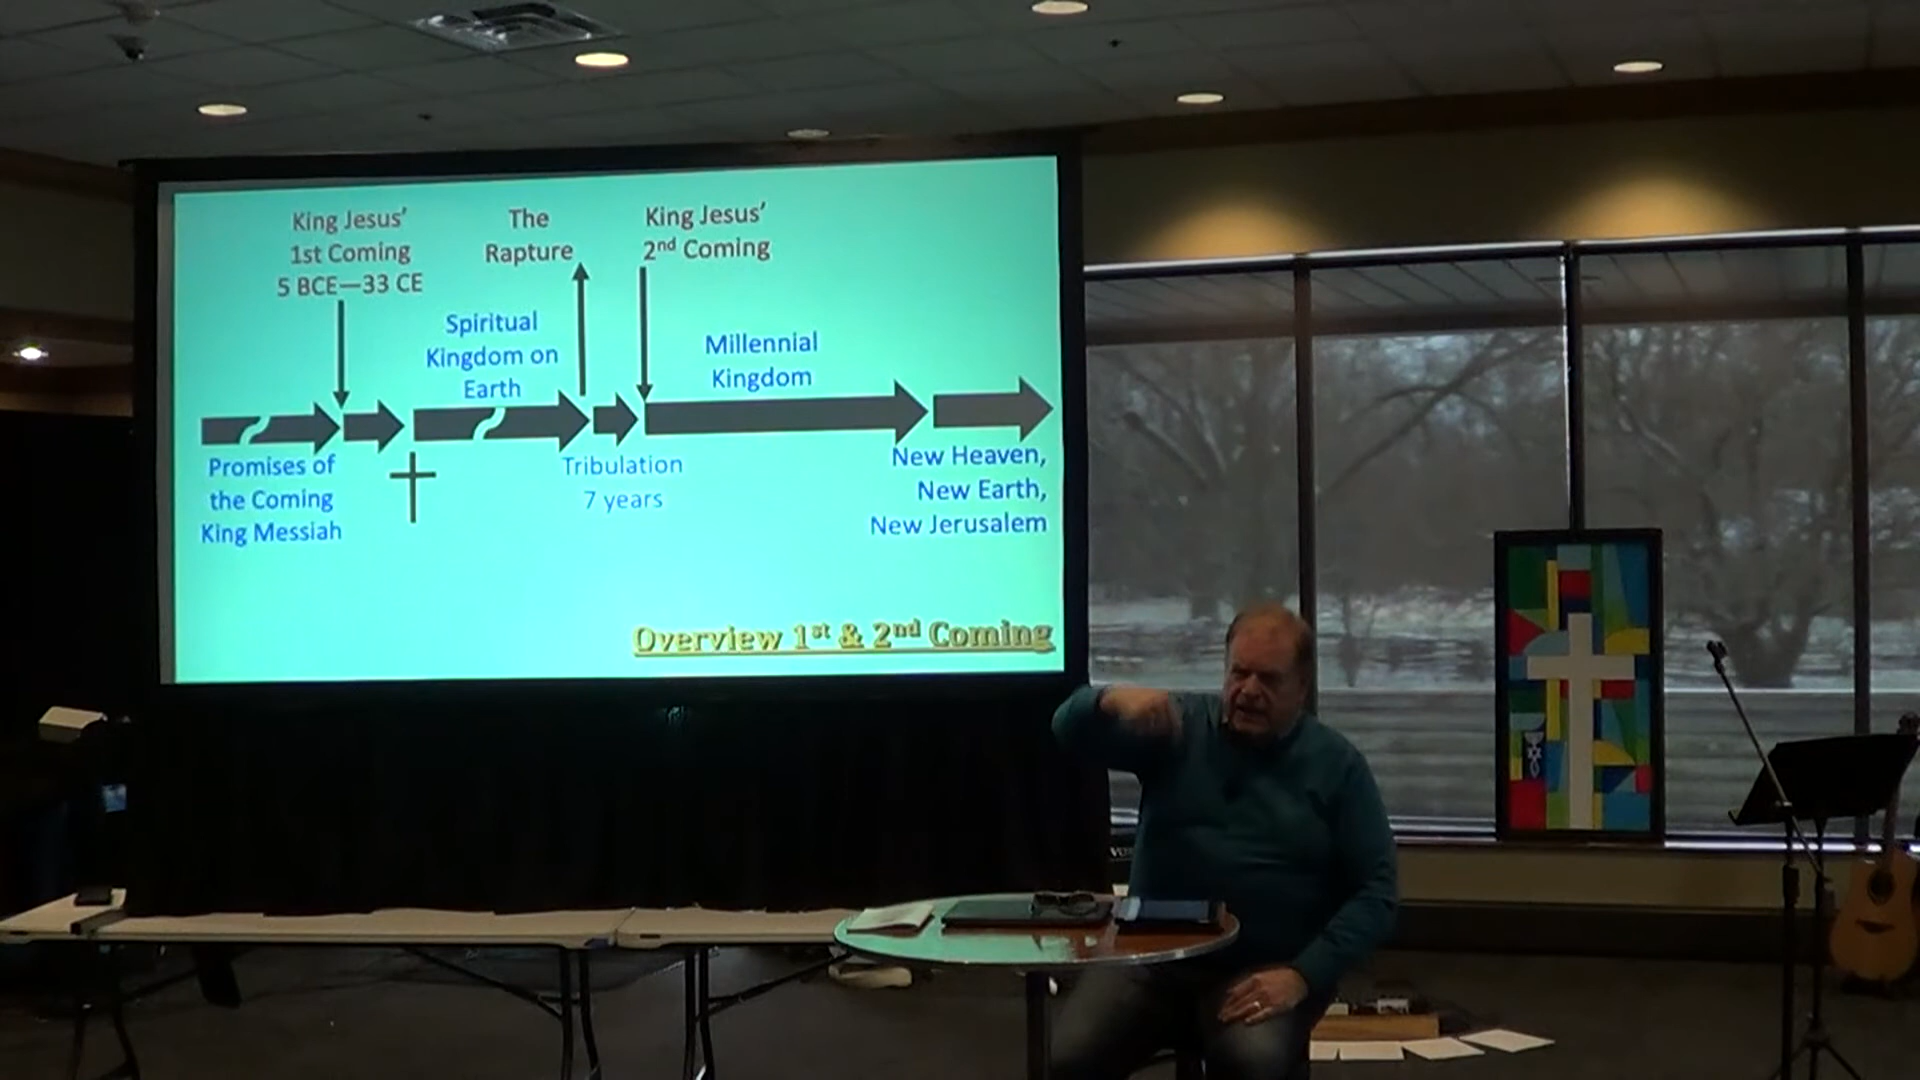 King Jesus’
1st Coming
5 BCE—33 CE
The
Rapture
King Jesus’
2nd Coming
Spiritual
Kingdom on
Earth
Millennial
Kingdom
Promises of
the Coming
King Messiah
Tribulation
7 years
New Heaven,
New Earth,
New Jerusalem
Overview 1st & 2nd Coming